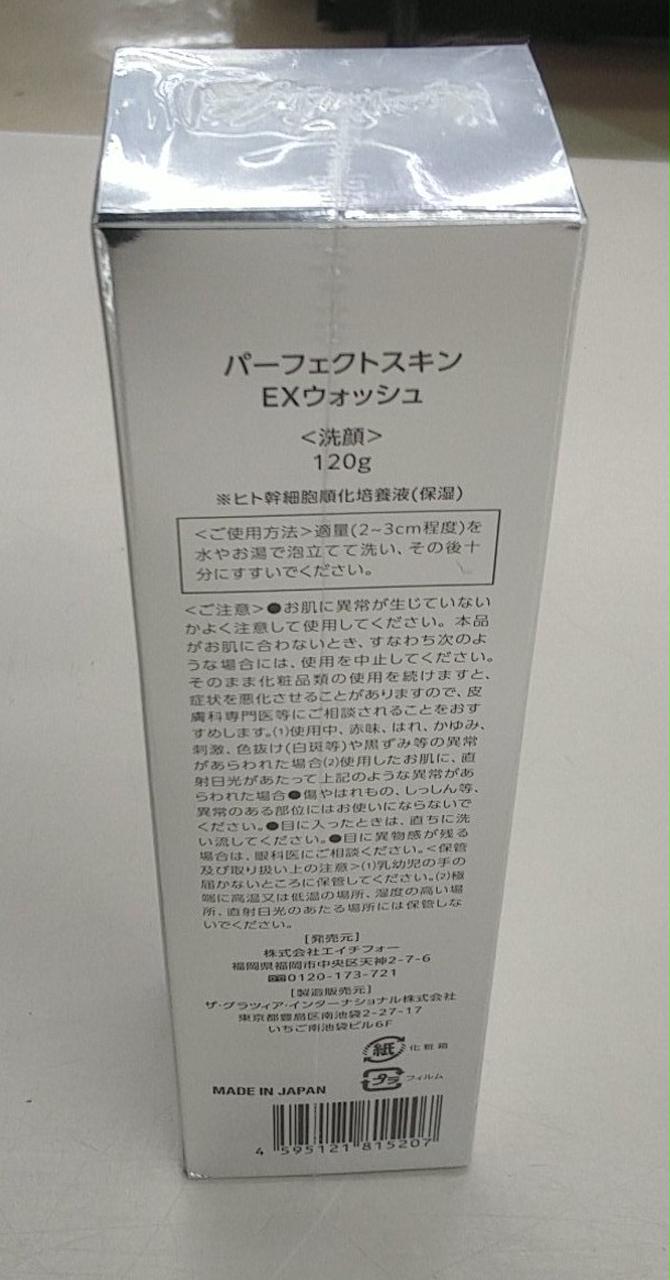 パーフェクトスキン
EXウォッシュ
<洗顔>
120g
※ヒト幹細胞順化培養液(保湿)
<ご使用方法>適量(2~3cm程度)を
水やお湯で泡立てて洗い、その後十
分にすすいでください。
<ご注意>●お肌に異常が生じていない
かよく注意して使用してください。本品
がお肌に合わないとき、すなわち次のよ
うな場合には、使用を中止してください。
そのまま化粧品類の使用を続けますと、
症状を悪化させることがありますので、皮
膚科専門医等にご相談されることをおす
すめします。(1)使用中、赤味、はれ、かゆみ、
刺激、色抜け(白斑等)や黒ずみ等の異常
があらわれた場合(2)使用したお肌に、直
射日光があたって上記のような異常があ
らわれた場合●傷やはれもの、しっしん等、
異常のある部位にはお使いにならないで
ください。●目に入ったときは、直ちに洗
い流してください。●目に異物感が残る
場合は、眼科医にご相談ください。<保管
及び取り扱い上の注意>(1)乳幼児の手の
届かないところに保管してください。(2)極
端に高温又は低温の場所、湿度の高い場
所、直射日光のあたる場所には保管しな
いでください。
[発売元]
株式会社エイチフォー
福岡県福岡市中央区天神2-7-6
0120-173-721
[製造販売元]
ザ・グラツィア・インターナショナル株式会社
東京都豊島区南池袋2-27-17
いちご南池袋ビル6F
紙 化粧箱
プラ フィルム
MADE IN JAPAN
4 595121 815207